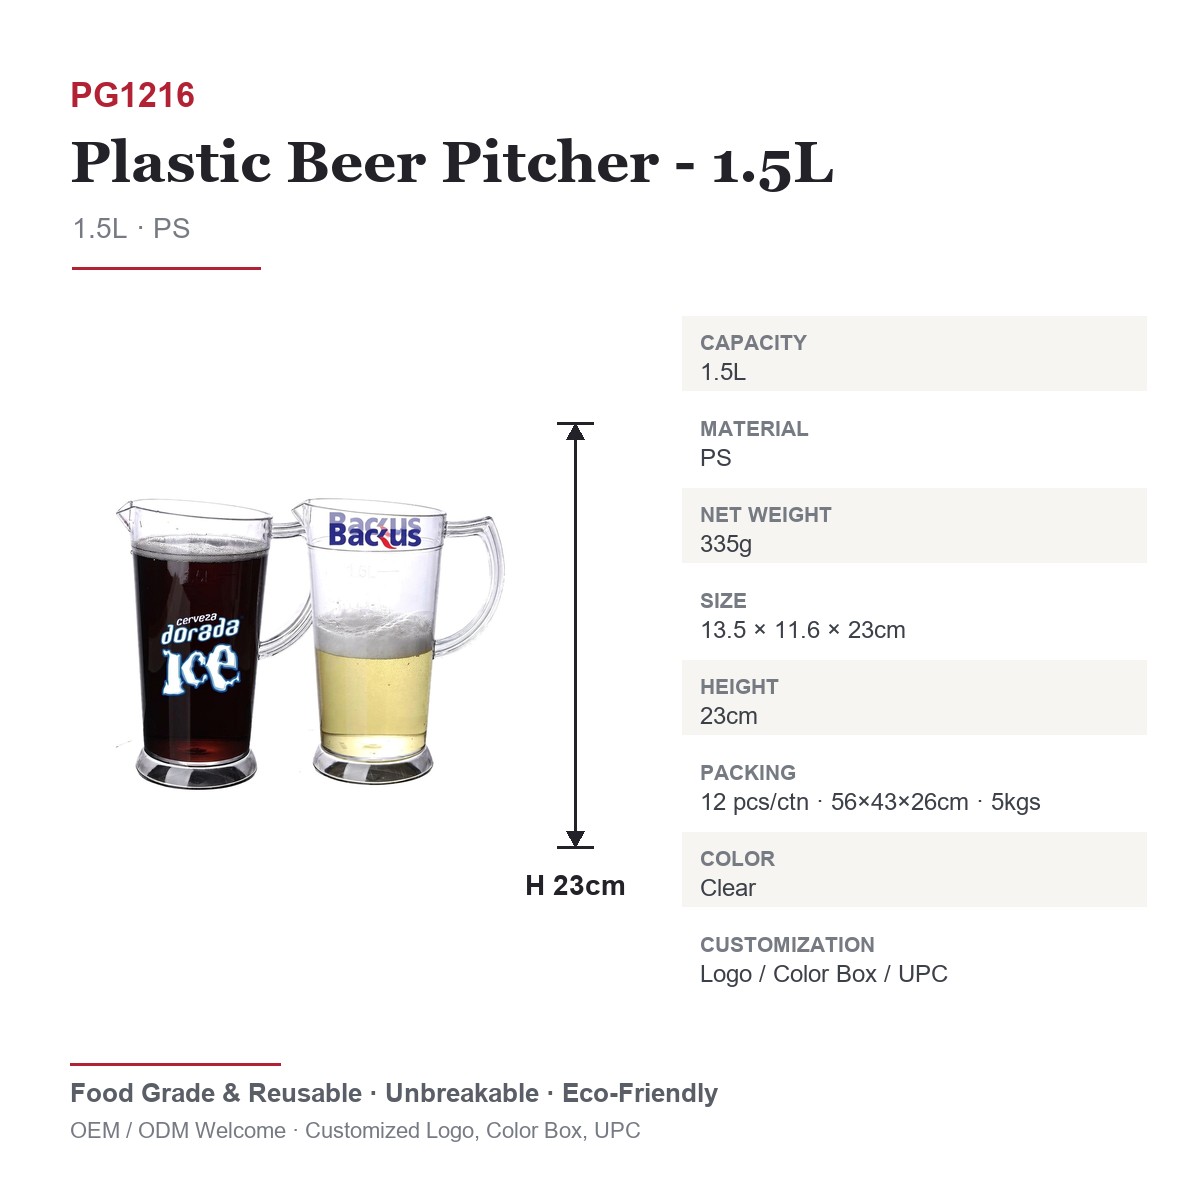 PG1216
Plastic Beer Pitcher - 1.5L
1.5L · PS
CAPACITY
1.5L
MATERIAL
PS
NET WEIGHT
335g
SIZE
13.5 × 11.6 × 23cm
HEIGHT
23cm
PACKING
12 pcs/ctn · 56×43×26cm · 5kgs
COLOR
Clear
CUSTOMIZATION
Logo / Color Box / UPC
Backus
Backus
1.5L
cerveza
dorada
ice
H 23cm
Food Grade & Reusable · Unbreakable · Eco-Friendly
OEM / ODM Welcome · Customized Logo, Color Box, UPC